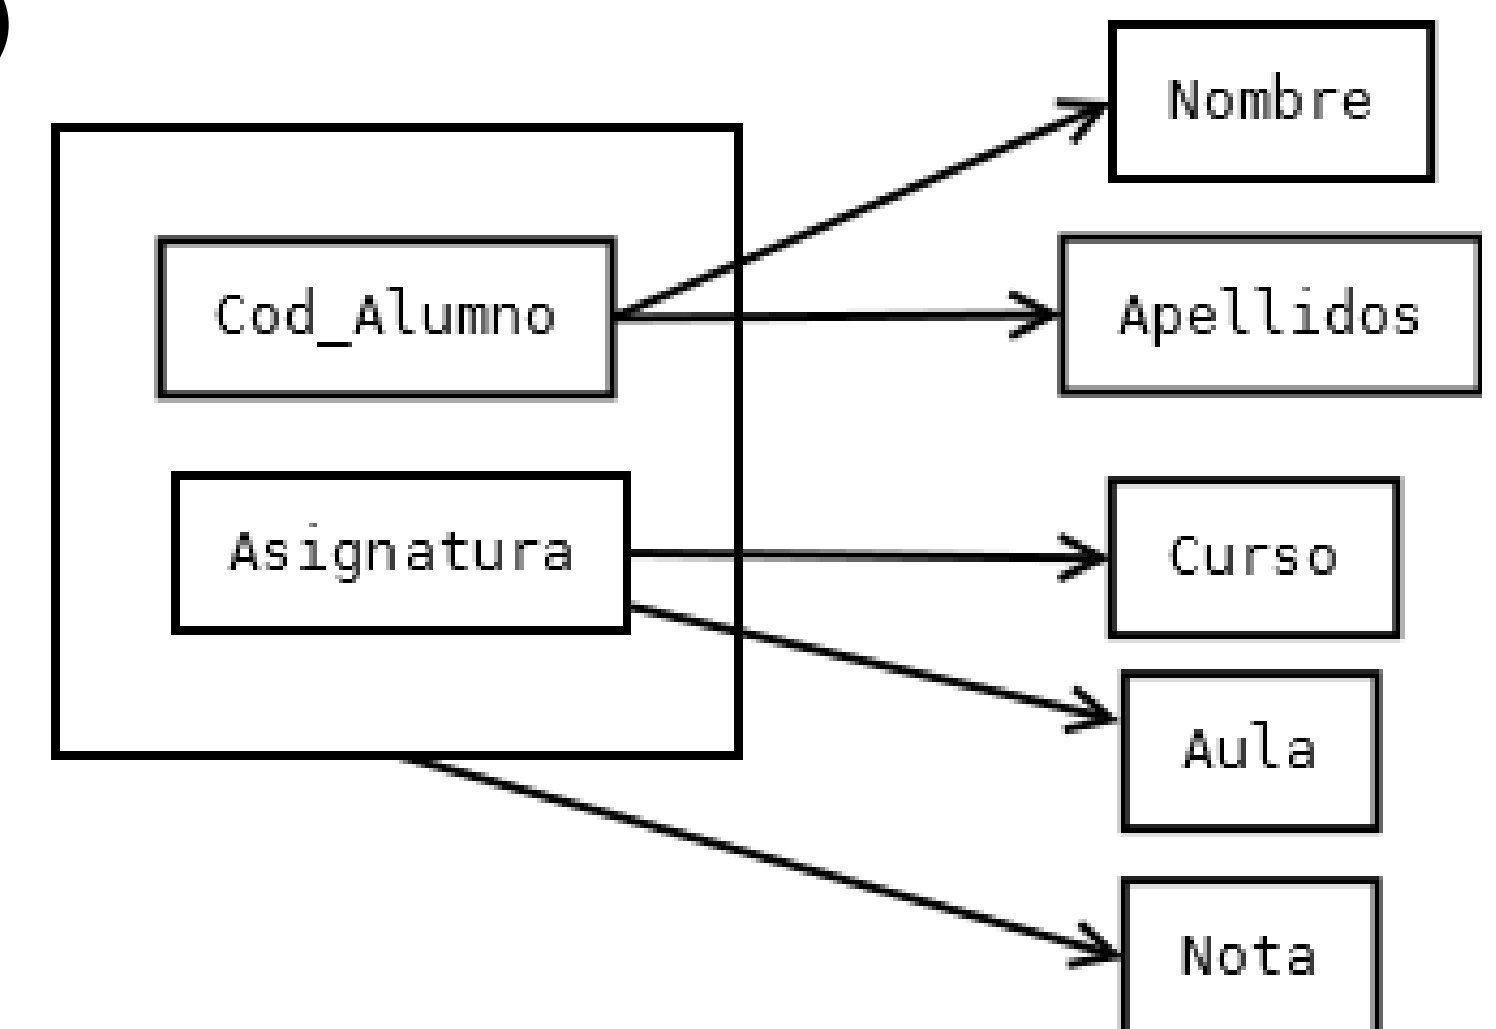 )
Nombre
Cod_Alumno
Apellidos
Asignatura
Curso
Aula
Nota